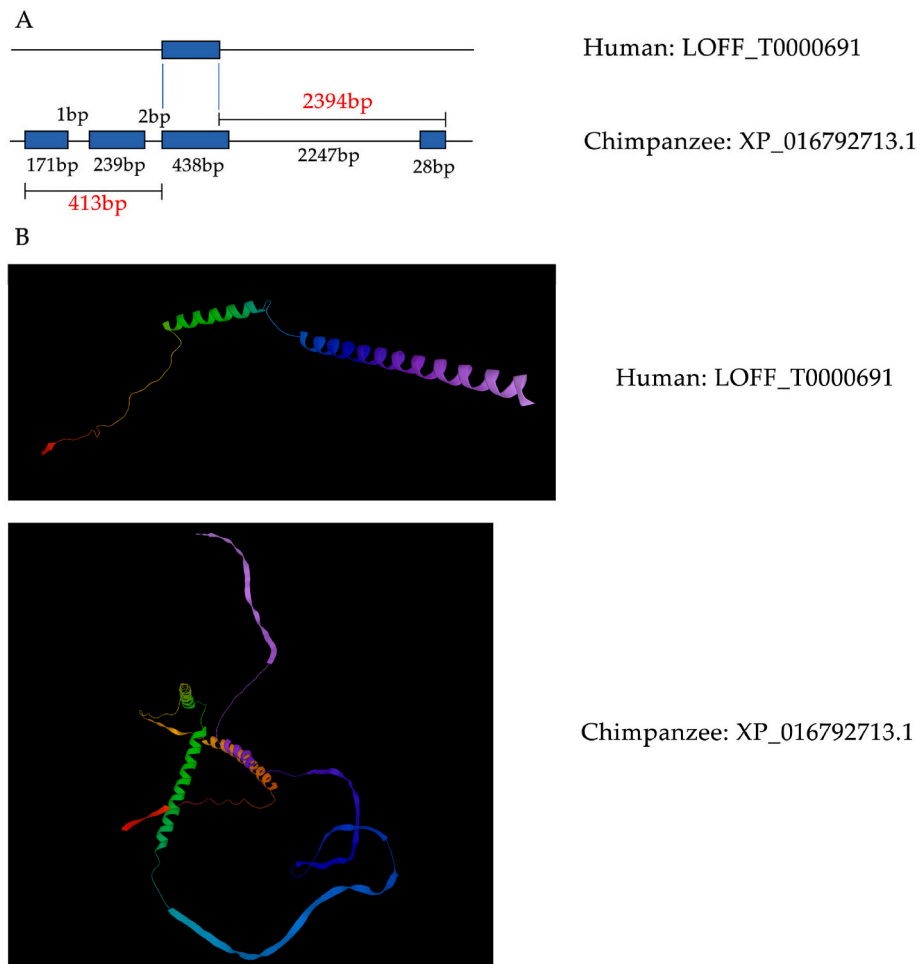 A
Human: LOFF_T0000691
2394bp
1bp 2bp
Chimpanzee: XP_016792713.1
171bp 239bp 438bp 2247bp 28bp
413bp
B
Human: LOFF_T0000691
Chimpanzee: XP_016792713.1